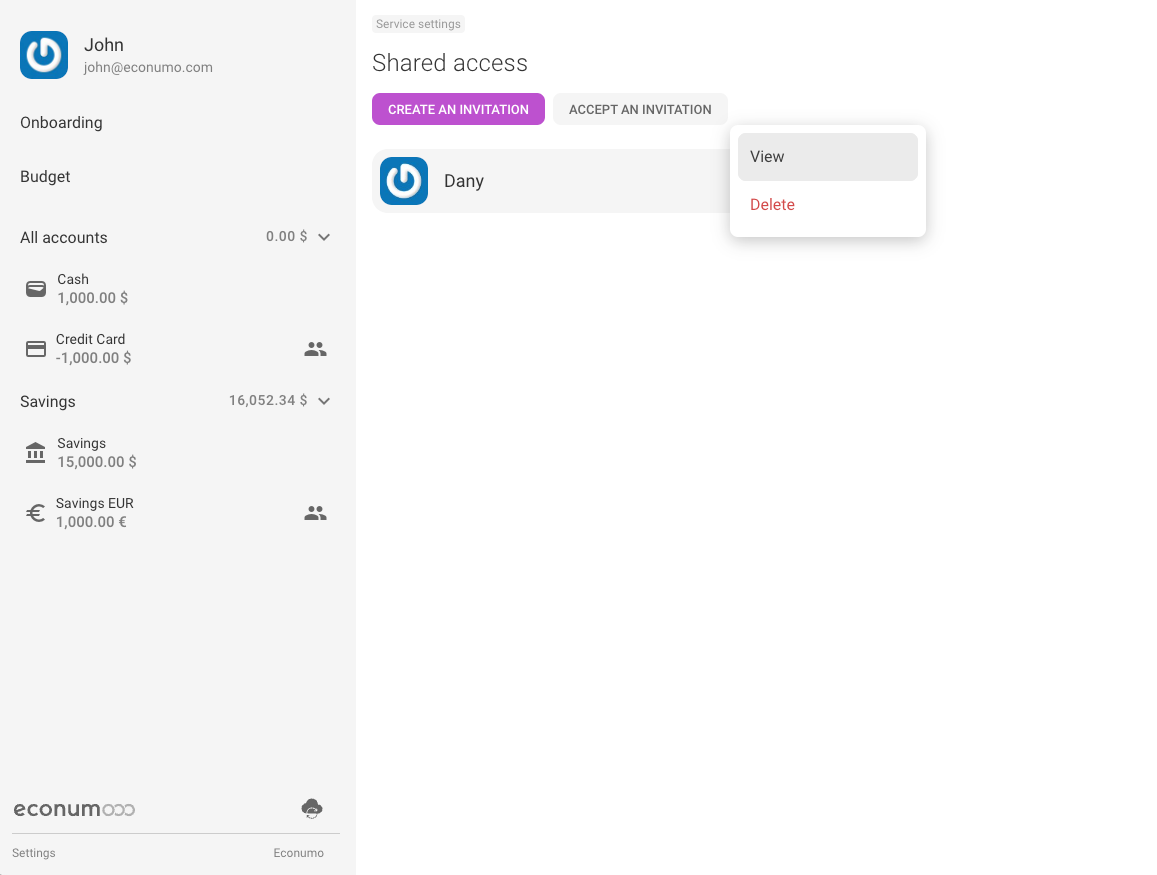 John
john@econumo.com
Onboarding
Budget
All accounts 0.00 $
Cash
1,000.00 $
Credit Card
-1,000.00 $
Savings 16,052.34 $
Savings
15,000.00 $
Savings EUR
1,000.00 €
econumo
Settings Econumo
Service settings
Shared access
CREATE AN INVITATION ACCEPT AN INVITATION
Dany
View
Delete